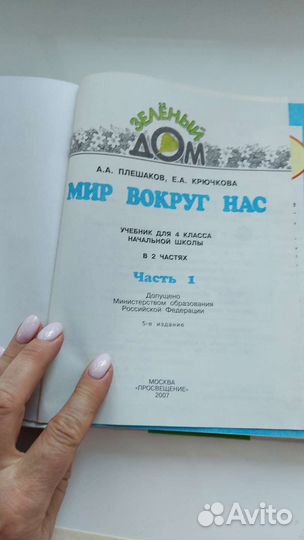 ЗЕЛЁНЫЙ
ДОМ
А.А. ПЛЕШАКОВ, Е.А. КРЮЧКОВА
МИР ВОКРУГ НАС
УЧЕБНИК ДЛЯ 4 КЛАССА
НАЧАЛЬНОЙ ШКОЛЫ
В 2 ЧАСТЯХ
Часть 1
Допущено
Министерством образования
Российской Федерации
5-е издание
МОСКВА
«ПРОСВЕЩЕНИЕ»
2007
Avito